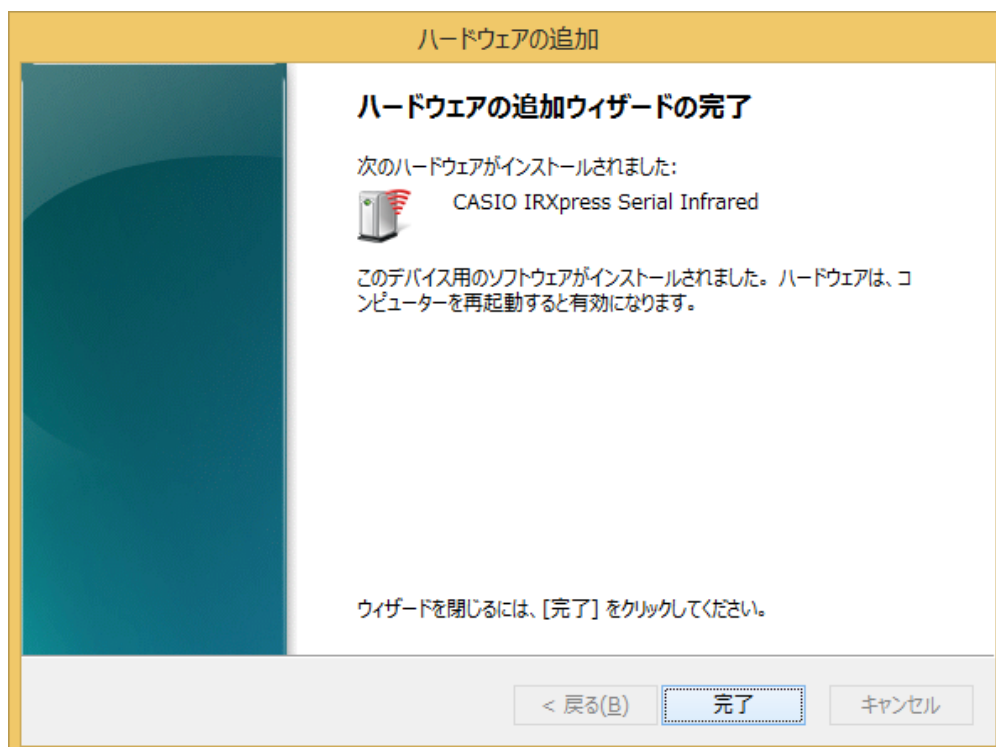 ハードウェアの追加
ハードウェアの追加ウィザードの完了
次のハードウェアがインストールされました:
CASIO IRXpress Serial Infrared
このデバイス用のソフトウェアがインストールされました。ハードウェアは、コ
ンピューターを再起動すると有効になります。
ウィザードを閉じるには、[完了] をクリックしてください。
< 戻る(B)
完了
キャンセル